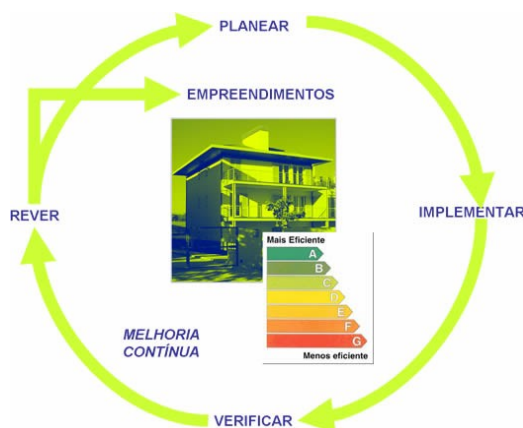 PLANEAR
EMPREENDIMENTOS
REVER
IMPLEMENTAR
Mais Eficiente
A
B
C
D
E
F
G
Menos eficiente
MELHORIA
CONTÍNUA
VERIFICAR